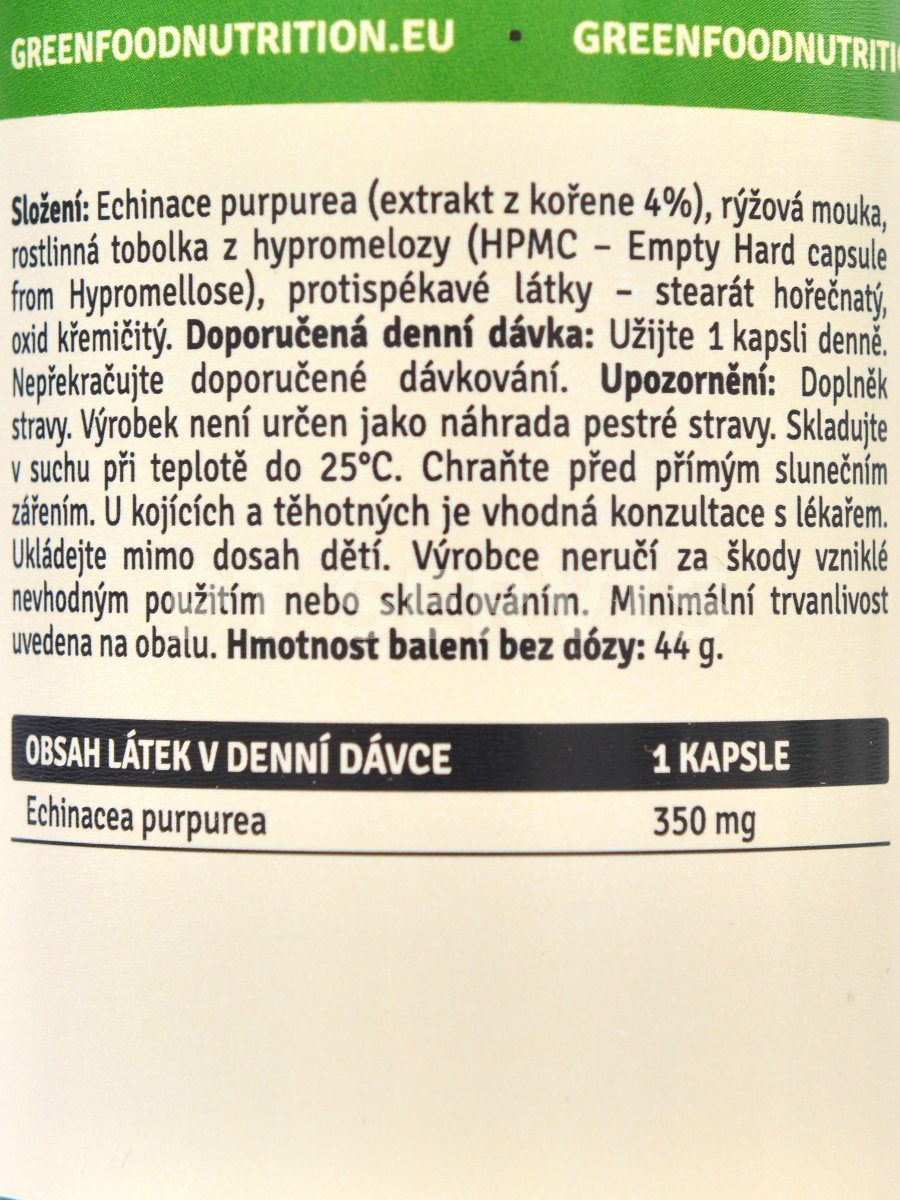 GREENFOODNUTRITION.EU • GREENFOODNUTRITI
Složení: Echinace purpurea (extrakt z kořene 4%), rýžová mouka,
rostlinná tobolka z hypromelozy (HPMC – Empty Hard capsule
from Hypromellose), protispékavé látky – stearát hořečnatý,
oxid křemičitý. Doporučená denní dávka: Užijte 1 kapsli denně.
Nepřekračujte doporučené dávkování. Upozornění: Doplněk
stravy. Výrobek není určen jako náhrada pestré stravy. Skladujte
v suchu při teplotě do 25°C. Chraňte před přímým slunečním
zářením. U kojících a těhotných je vhodná konzultace s lékařem.
Ukládejte mimo dosah dětí. Výrobce neručí za škody vzniklé
nevhodným použitím nebo skladováním. Minimální trvanlivost
uvedena na obalu. Hmotnost balení bez dózy: 44 g.
OBSAH LÁTEK V DENNÍ DÁVCE 1 KAPSLE
Echinacea purpurea 350 mg